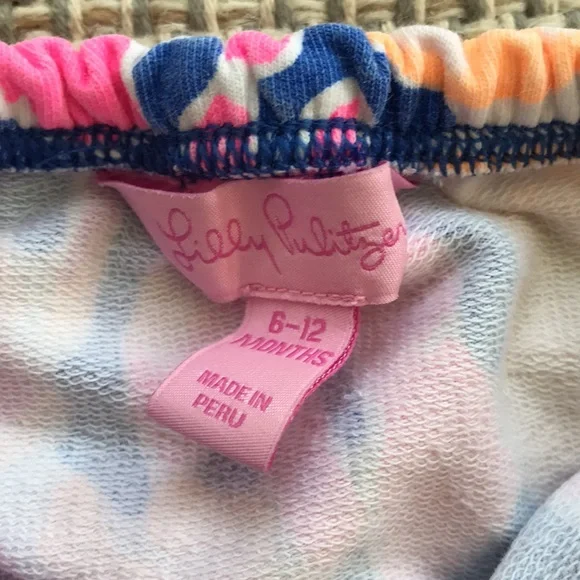 Lilly Pulitzer
6-12
MONTHS
MADE IN
PERU